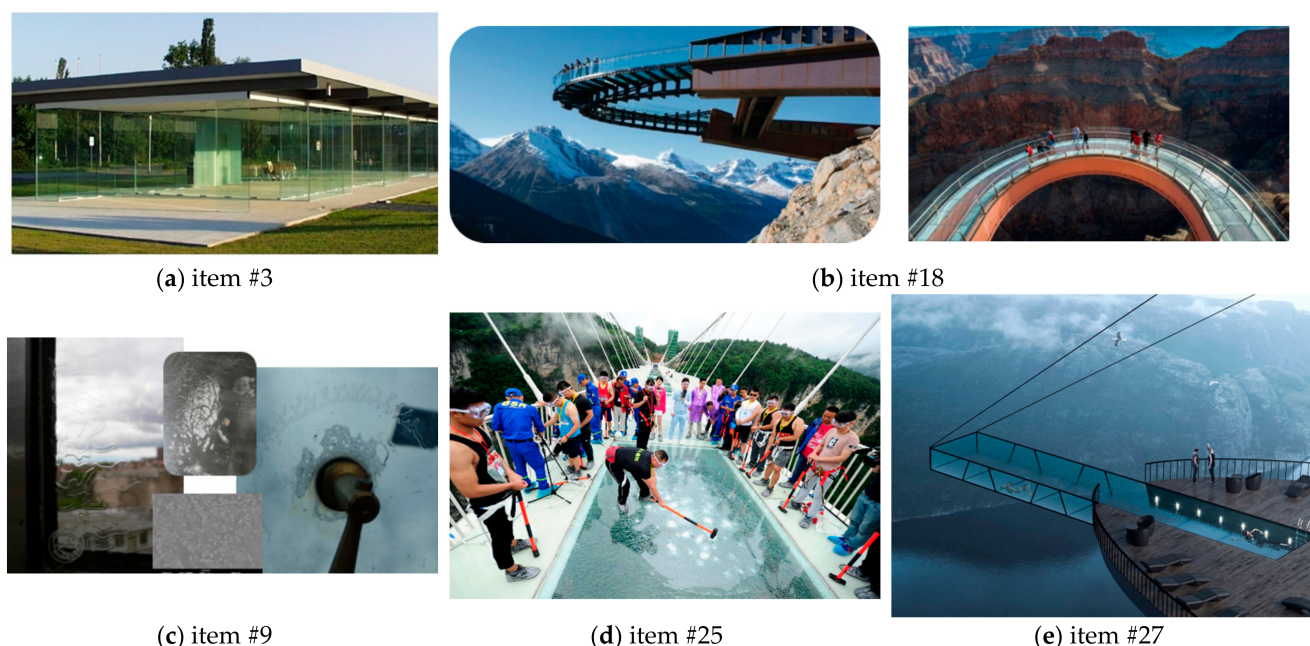 (a) item #3
(b) item #18
(c) item #9
(d) item #25
(e) item #27